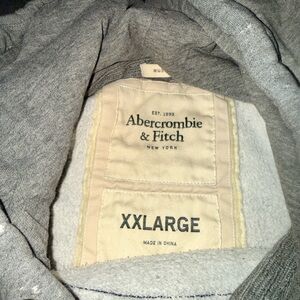 EST. 1892
Abercrombie
& Fitch
NEW YORK
XXLARGE
MADE IN CHINA